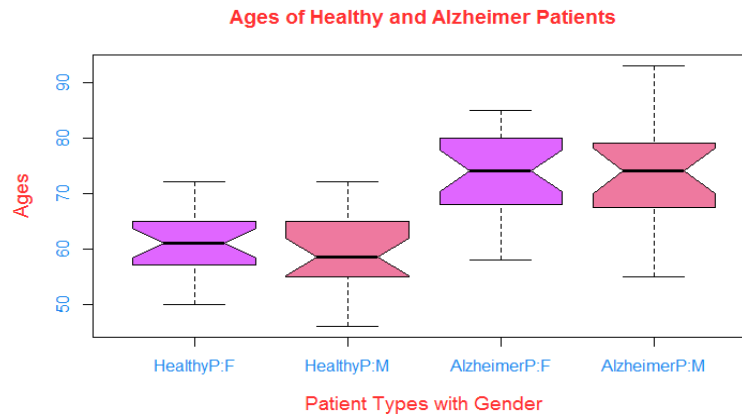 Ages of Healthy and Alzheimer Patients
90
80
70
60
50
Ages
HealthyP:F HealthyP:M AlzheimerP:F AlzheimerP:M
Patient Types with Gender